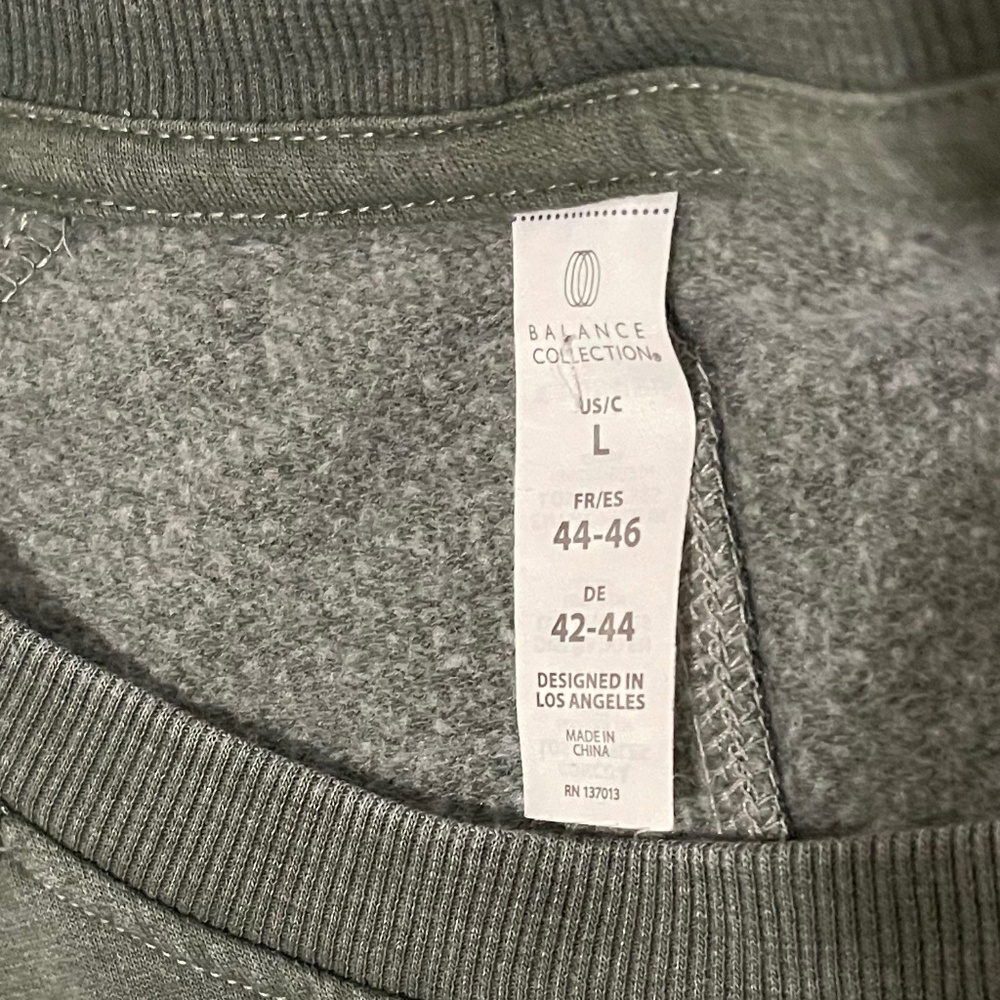 BALANCE
COLLECTION®
US/C
L
FR/ES
44-46
DE
42-44
DESIGNED IN
LOS ANGELES
MADE IN
CHINA
RN 137013